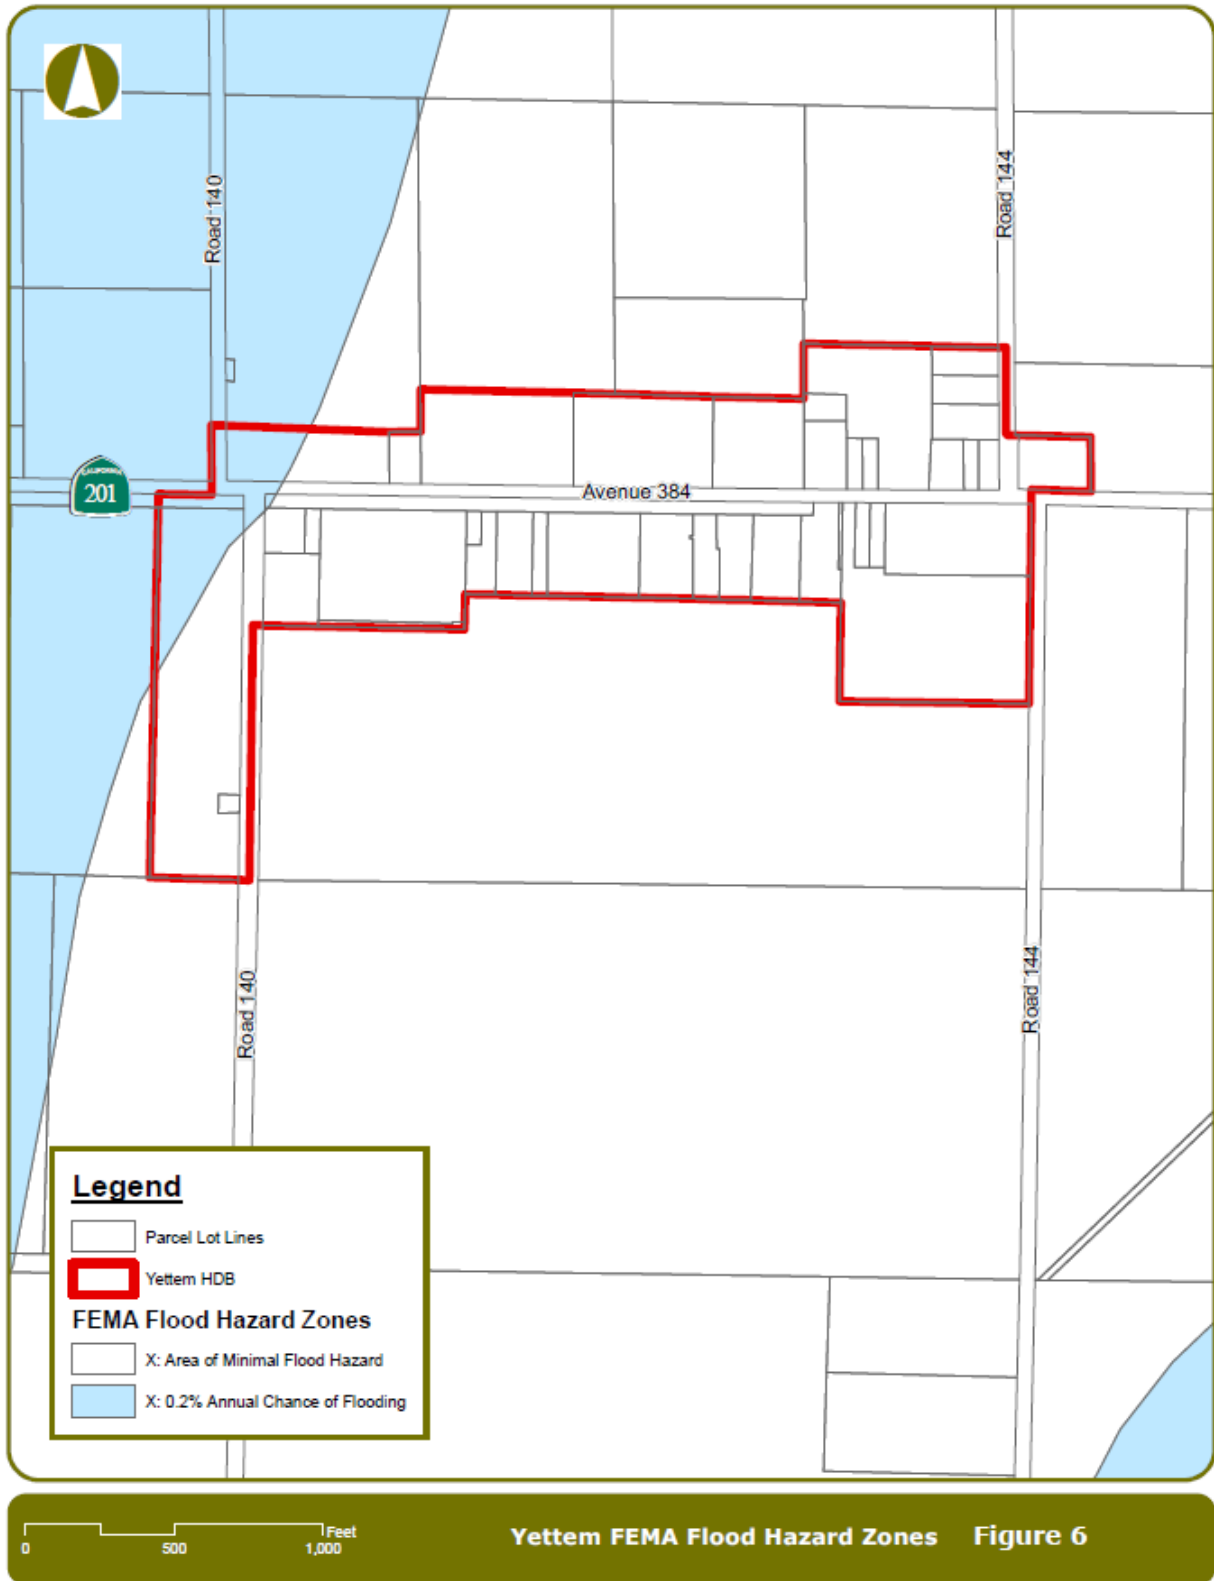 Road 140
Road 144
CALIFORNIA
201
Avenue 384
Road 140
Road 144
Legend
Parcel Lot Lines
Yettem HDB
FEMA Flood Hazard Zones
X: Area of Minimal Flood Hazard
X: 0.2% Annual Chance of Flooding
Feet
0 500 1,000
Yettem FEMA Flood Hazard Zones Figure 6